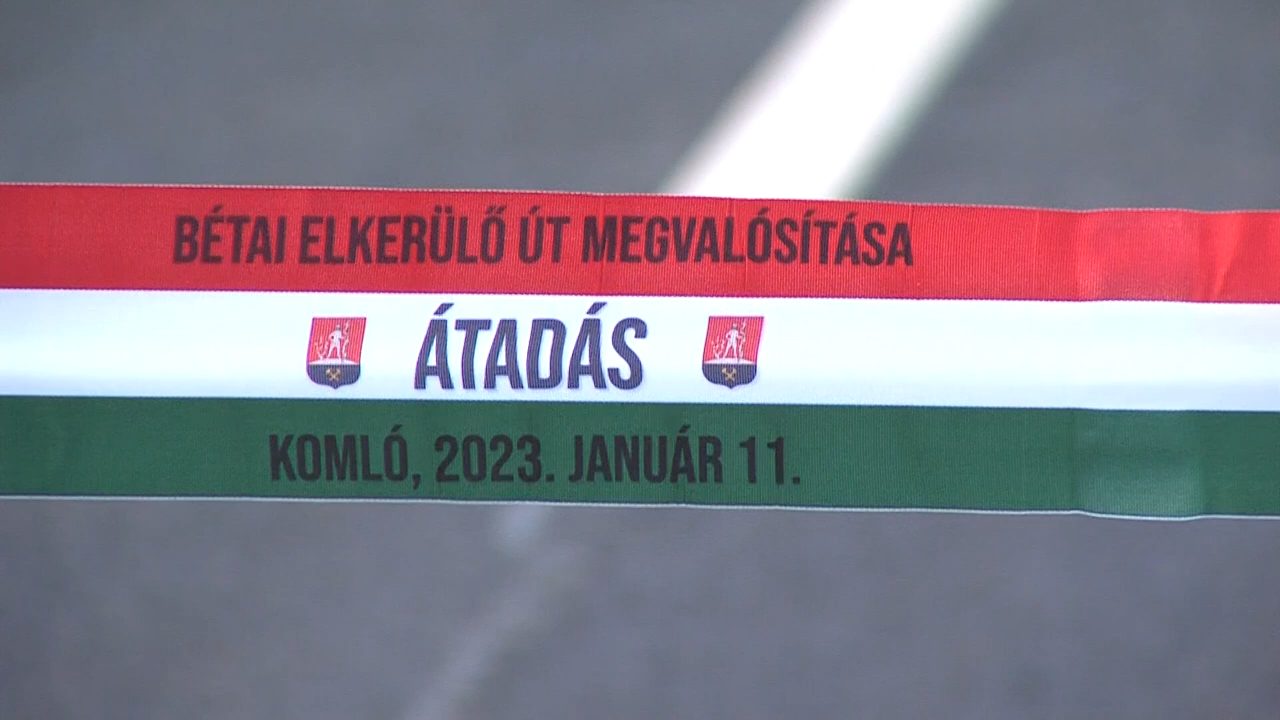 BÉTAI ELKERÜLŐ ÚT MEGVALÓSÍTÁSA
ÁTADÁS
KOMLÓ, 2023. JANUÁR 11.